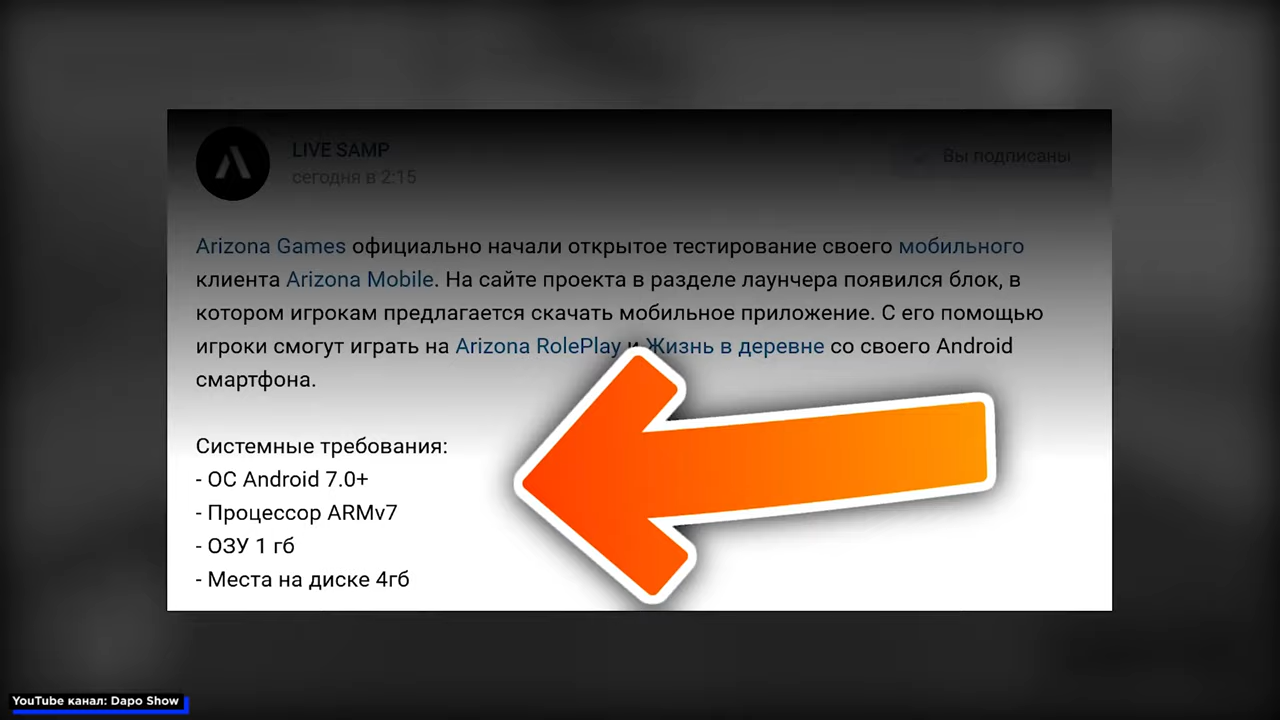 LIVE SAMP
сегодня в 2:15
Вы подписаны
Arizona Games официально начали открытое тестирование своего мобильного
клиента Arizona Mobile. На сайте проекта в разделе лаунчера появился блок, в
котором игрокам предлагается скачать мобильное приложение. С его помощью
игроки смогут играть на Arizona RolePlay и Жизнь в деревне со своего Android
смартфона.
Системные требования:
- ОС Android 7.0+
- Процессор ARMv7
- ОЗУ 1 гб
- Места на диске 4гб
YouTube канал: Dapo Show